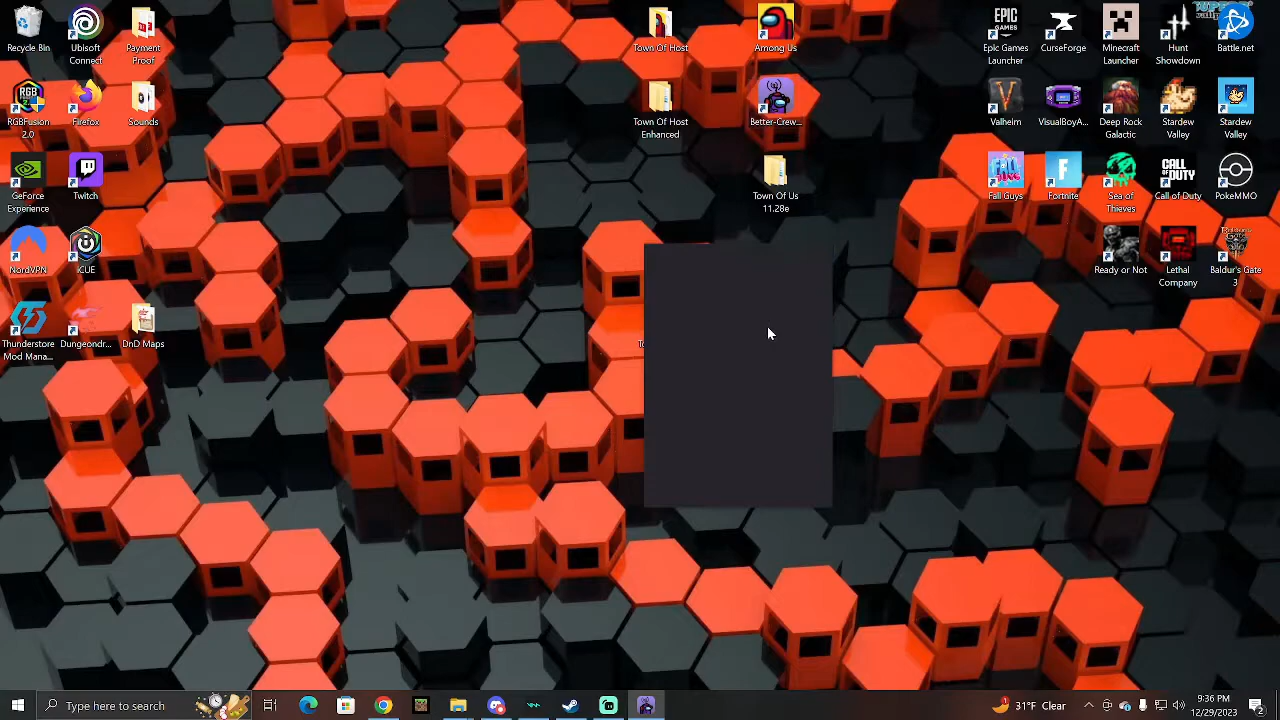 Recycle Bin
Ubisoft
Connect
Payment
Proof
Town Of Host
Among Us
EPIC
GAMES
Epic Games
Launcher
CurseForge
Minecraft
Launcher
Hunt
Showdown
Battle.net
RGB
RGBFusion
2.0
Firefox
Sounds
Town Of Host
Enhanced
Better-Crew...
Valheim
VisualBoyA...
Deep Rock
Galactic
Stardew
Valley
Stardew
Valley
GeForce
Experience
Twitch
Town Of Us
11.28e
FALL
Fall Guys
Fortnite
Sea of
Thieves
CALL OF DUTY
Call of Duty
PokeMMO
NordVPN
iCUE
Ready or Not
Lethal
Company
Baldur's Gate
3
Thunderstore
Mod Mana...
Dungeondr...
DnD Maps
Type here to search
31°F Clear
9:36 PM
12/29/2023
2